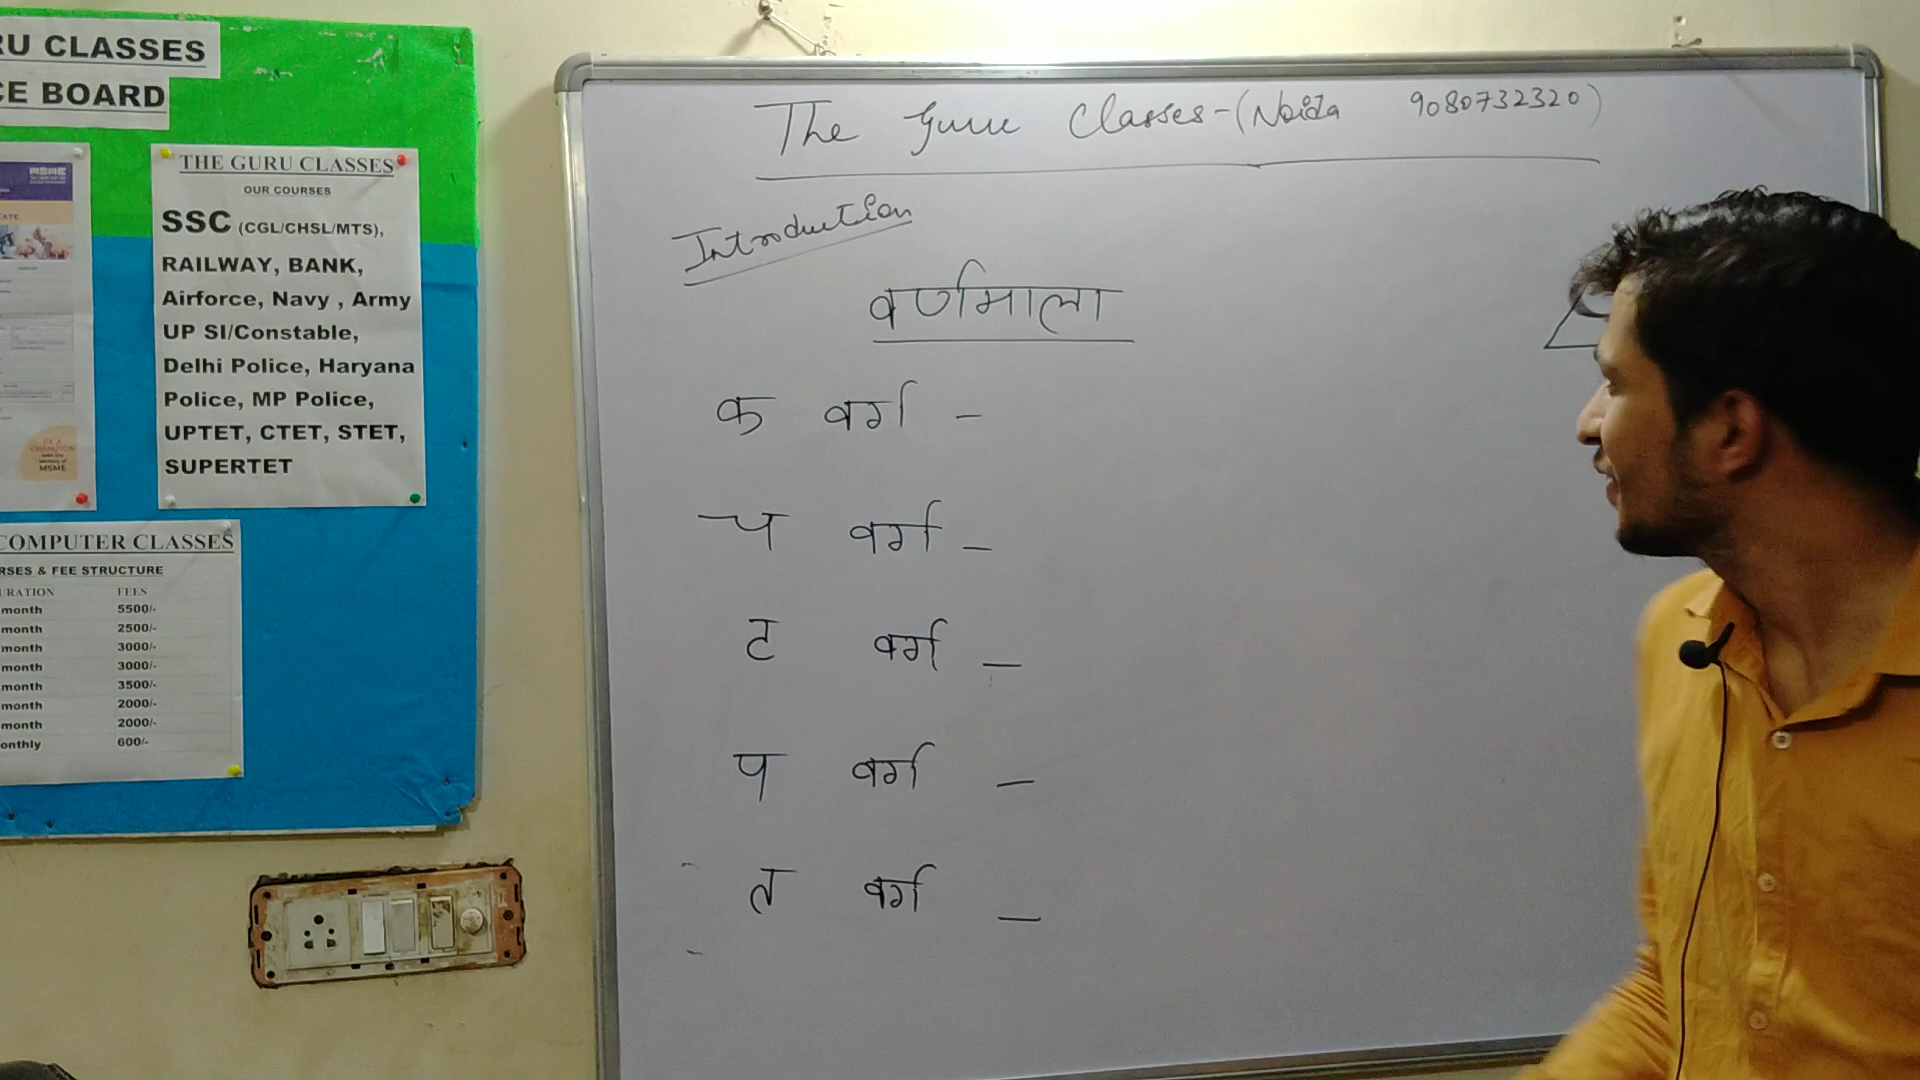 RU CLASSES
CE BOARD
THE GURU CLASSES
OUR COURSES
SSC (CGL/CHSL/MTS),
RAILWAY, BANK,
Airforce, Navy , Army
UP SI/Constable,
Delhi Police, Haryana
Police, MP Police,
UPTET, CTET, STET,
SUPERTET
MSME
COMPUTER CLASSES
RSES & FEE STRUCTURE
URATION FEES
month 5500/-
month 2500/-
month 3000/-
month 3000/-
month 3500/-
month 2000/-
month 2000/-
onthly 600/-
The Guru Classes-(Noida 9080732320)
Introduction
वर्णमाला
क वर्ग -
च वर्ग -
ट वर्ग -
प वर्ग -
त वर्ग -